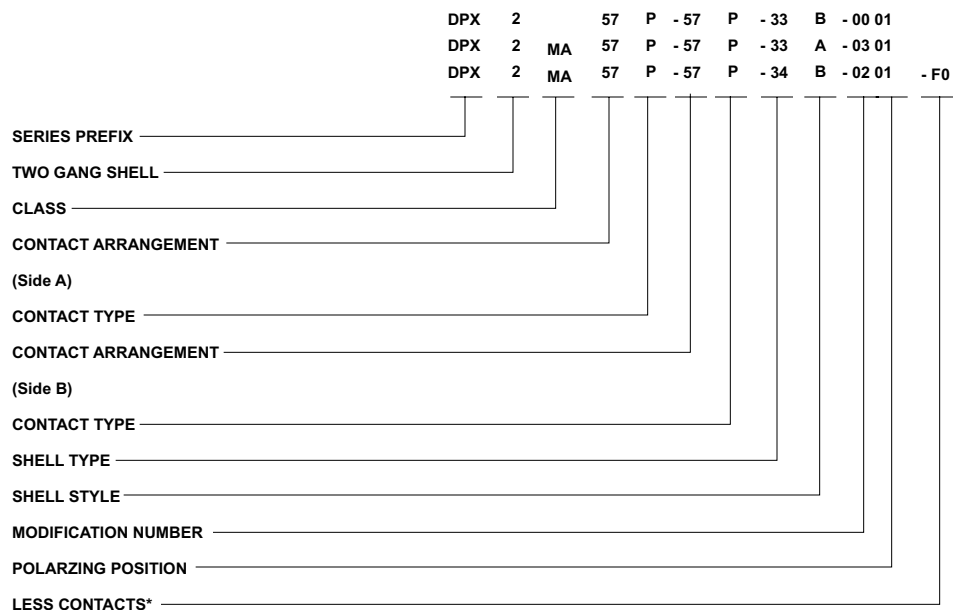 DPX 2 57 P - 57 P - 33 B - 00 01
DPX 2 MA 57 P - 57 P - 33 A - 03 01
DPX 2 MA 57 P - 57 P - 34 B - 02 01 - F0
SERIES PREFIX
TWO GANG SHELL
CLASS
CONTACT ARRANGEMENT
(Side A)
CONTACT TYPE
CONTACT ARRANGEMENT
(Side B)
CONTACT TYPE
SHELL TYPE
SHELL STYLE
MODIFICATION NUMBER
POLARZING POSITION
LESS CONTACTS*